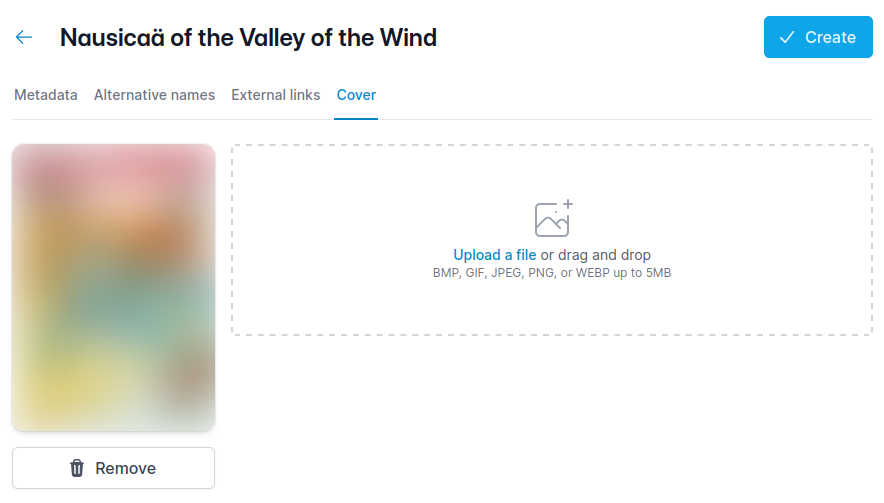 Nausicaä of the Valley of the Wind
Create
Metadata Alternative names External links Cover
Upload a file or drag and drop
BMP, GIF, JPEG, PNG, or WEBP up to 5MB
Remove